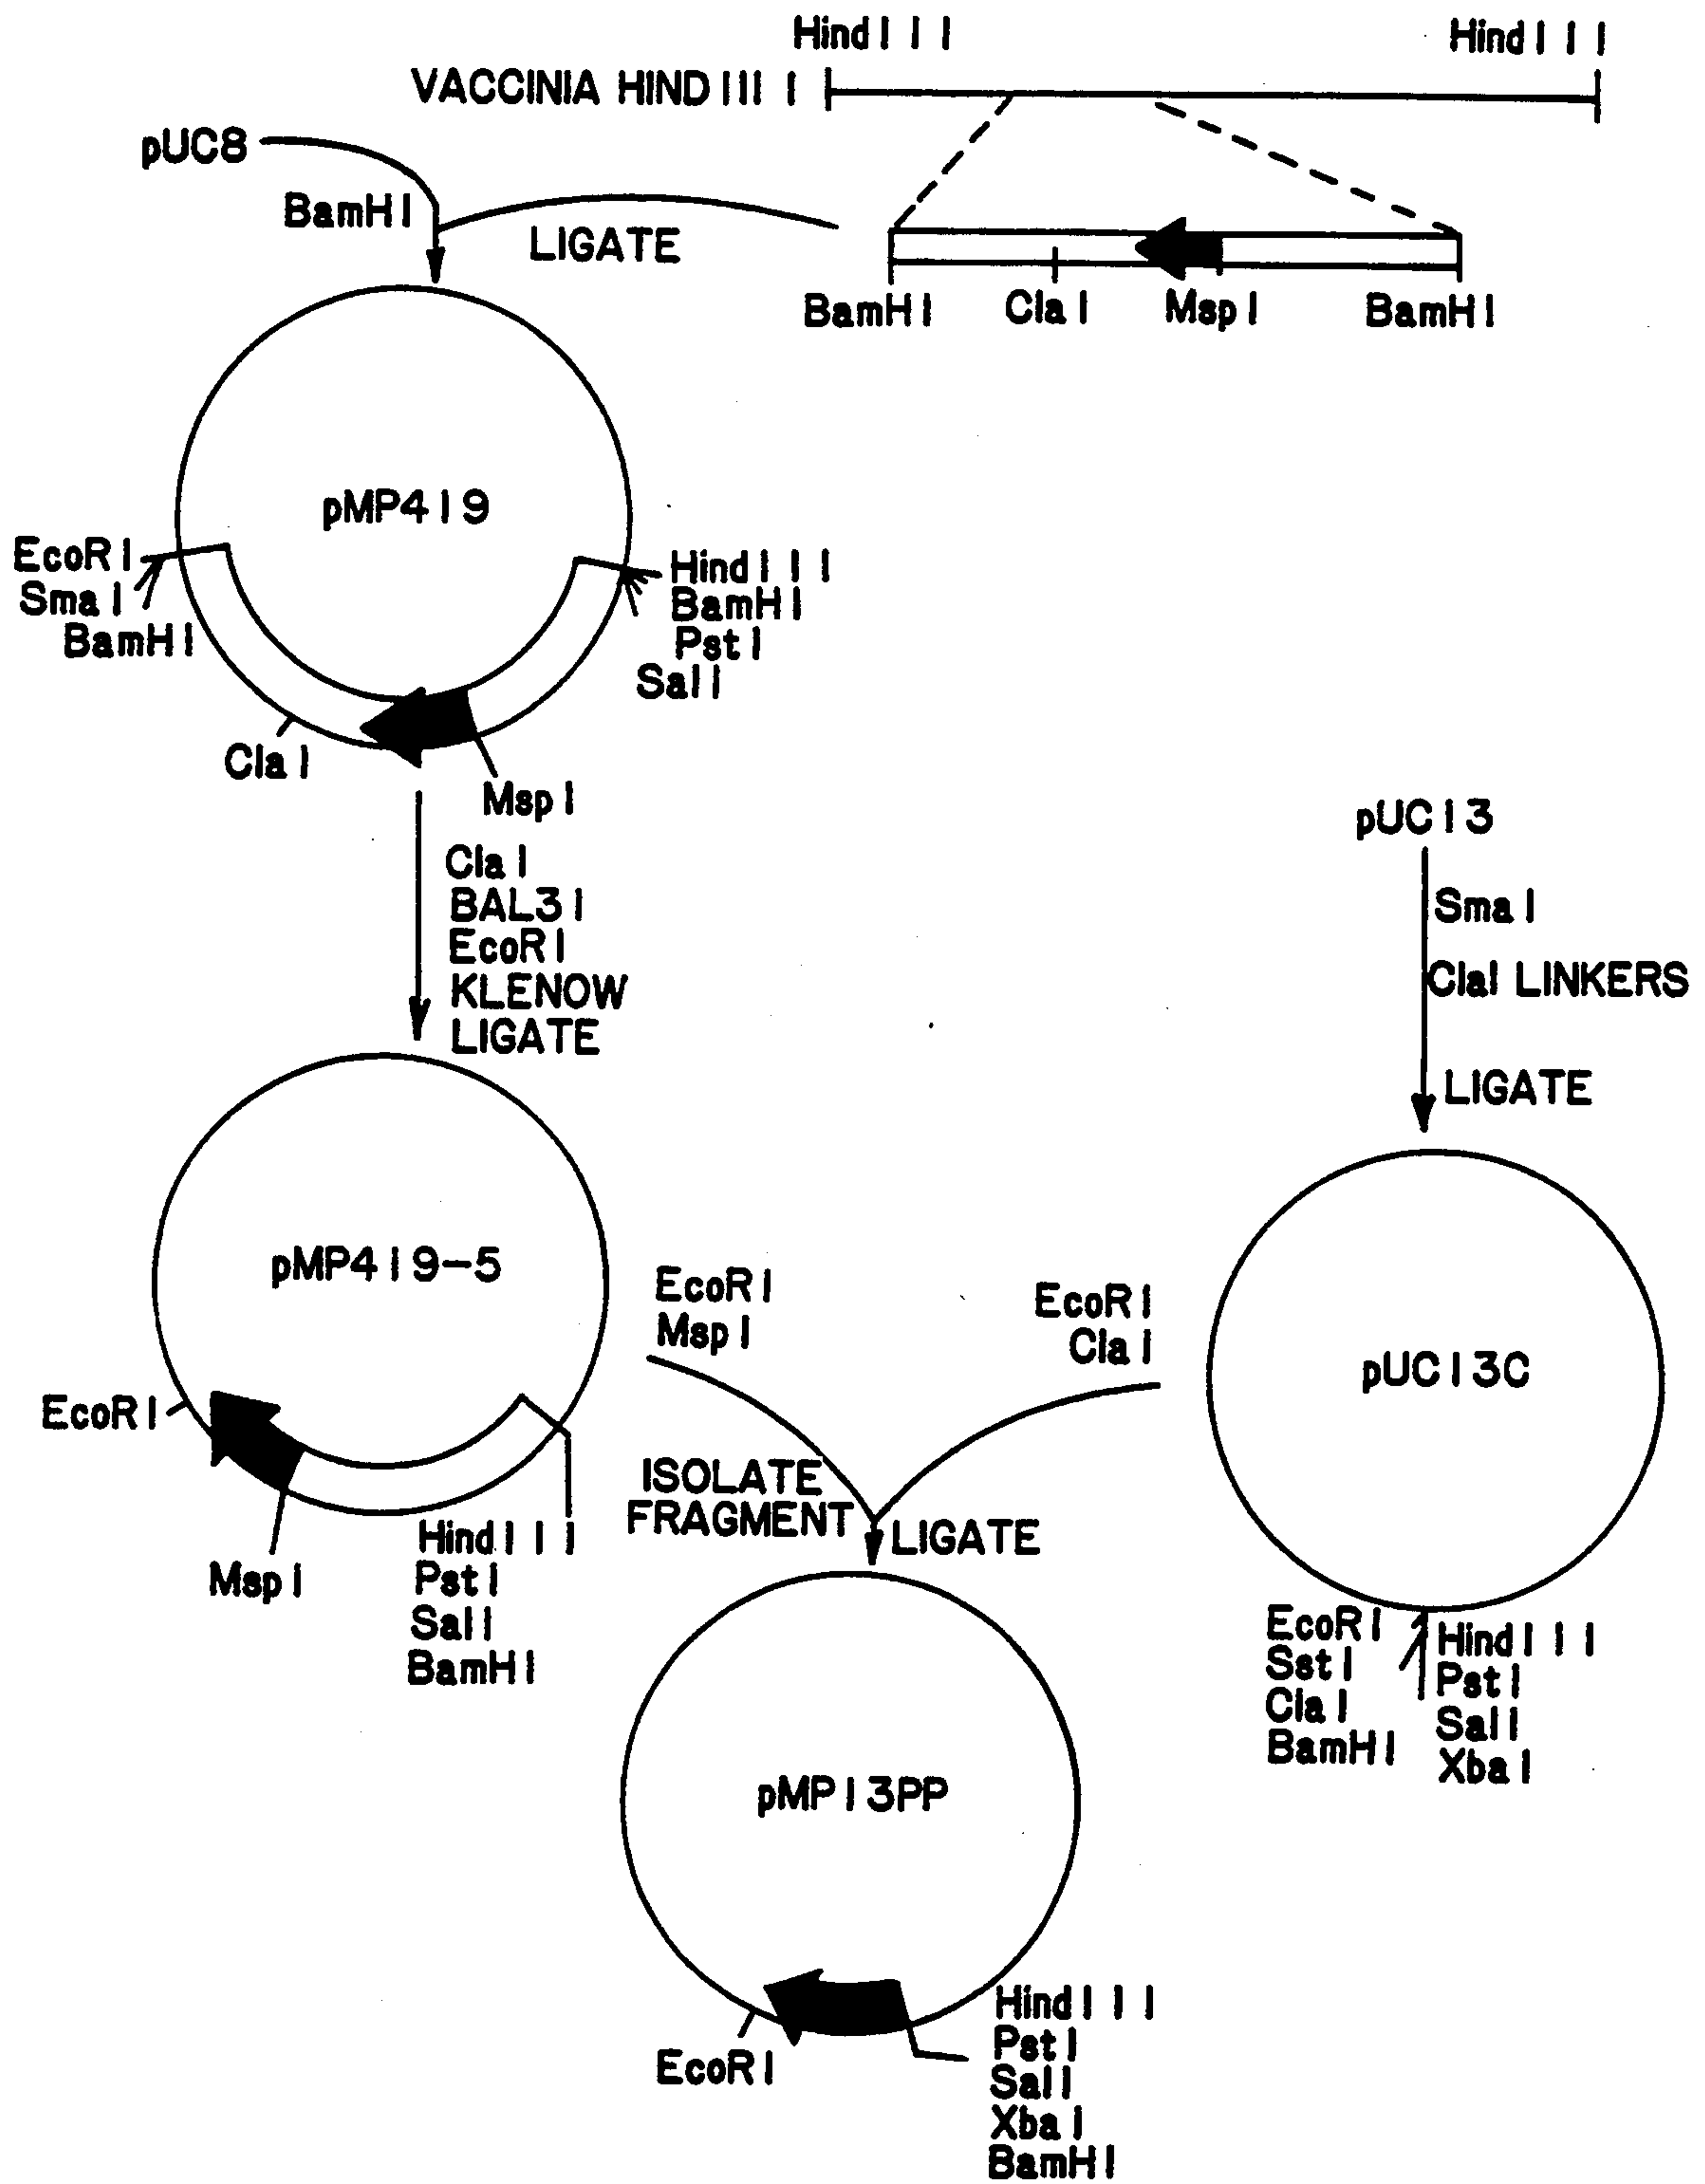 HindIII
HindIII
VACCINIA HINDIII I
pUC8
BamHI
LIGATE
BamHI
ClaI
MspI
BamHI
pMP419
EcoRI
SmaI
BamHI
HindIII
BamHI
PstI
SalI
ClaI
MspI
ClaI
BAL31
EcoRI
KLENOW
LIGATE
pUC13
SmaI
ClaI LINKERS
LIGATE
pMP419-5
EcoRI
MspI
HindIII
PstI
SalI
BamHI
EcoRI
MspI
ISOLATE
FRAGMENT
LIGATE
EcoRI
ClaI
pUC13C
EcoRI
SstI
ClaI
BamHI
HindIII
PstI
SalI
XbaI
pMP13PP
EcoRI
HindIII
PstI
SalI
XbaI
BamHI